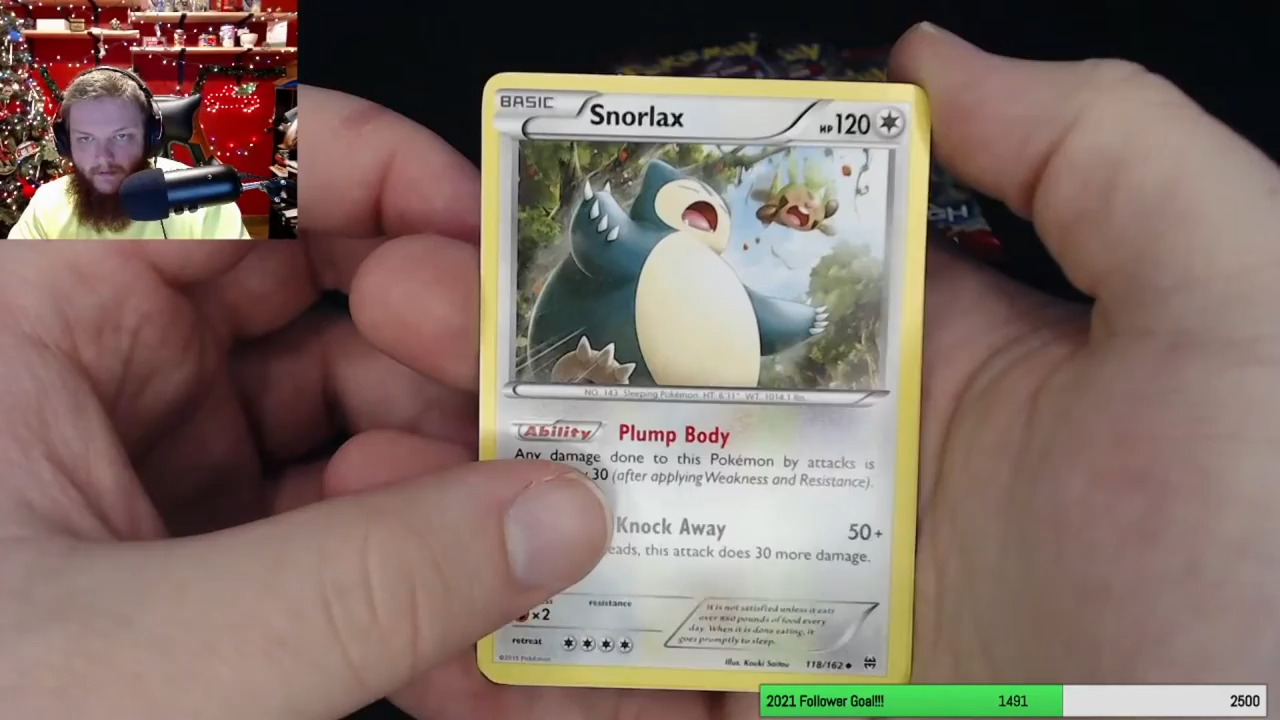 POKéMON
BASIC
Snorlax
HP 120
NO. 143 Sleeping Pokémon HT: 6'11" WT: 1014.1 lbs.
Ability Plump Body
Any damage done to this Pokémon by attacks is
30 (after applying Weakness and Resistance).
Knock Away 50+
eads, this attack does 30 more damage.
×2
resistance
It is not satisfied unless it eats
over 880 pounds of food every
day. When it is done eating, it
goes promptly to sleep.
retreat
©2015 Pokémon
Illus. Kouki Saitou 118/162
2021 Follower Goal!!! 1491 2500